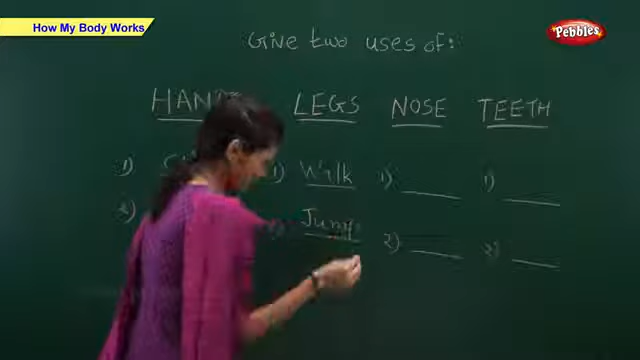 How My Body Works
Pebbles
Give two uses of:
LEGS NOSE TEETH
1) 1) Walk 1) 1)
2) Jump 2) 2)